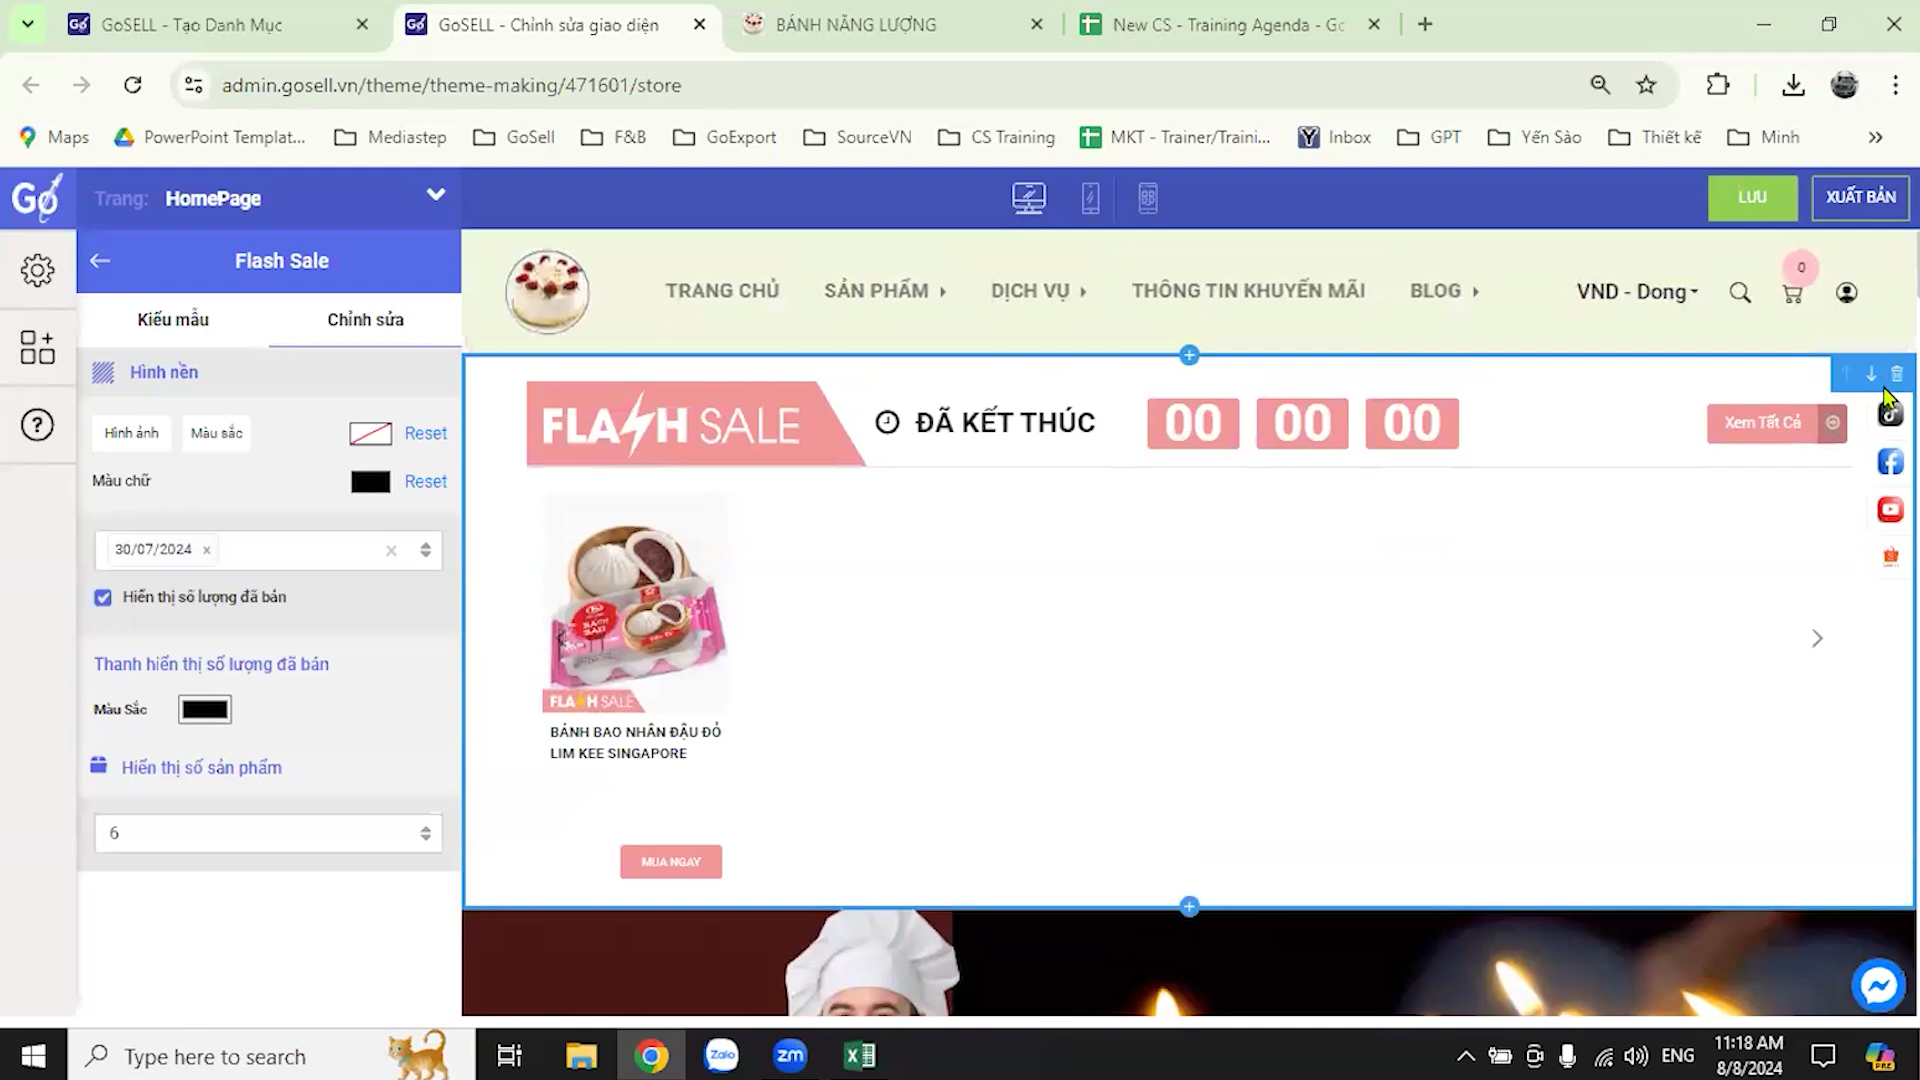 GoSELL - Tạo Danh Mục
GoSELL - Chỉnh sửa giao diện
BÁNH NĂNG LƯỢNG
New CS - Training Agenda - Go
admin.gosell.vn/theme/theme-making/471601/store
Maps
PowerPoint Templat...
Mediastep
GoSell
F&B
GoExport
SourceVN
CS Training
MKT - Trainer/Traini...
Inbox
GPT
Yến Sào
Thiết kế
Minh
Go
Trang: HomePage
LƯU
XUẤT BẢN
Flash Sale
Kiểu mẫu
Chỉnh sửa
Hình nền
Hình ảnh
Màu sắc
Reset
Màu chữ
Reset
30/07/2024
Hiển thị số lượng đã bán
Thanh hiển thị số lượng đã bán
Màu Sắc
Hiển thị số sản phẩm
6
TRANG CHỦ
SẢN PHẨM
DỊCH VỤ
THÔNG TIN KHUYẾN MÃI
BLOG
VND - Dong
0
FLASH SALE
ĐÃ KẾT THÚC
00 00 00
Xem Tất Cả
FLASH SALE
BÁNH BAO NHÂN ĐẬU ĐỎ
LIM KEE SINGAPORE
MUA NGAY
Type here to search
Zalo
zm
ENG
11:18 AM
8/8/2024
PRE